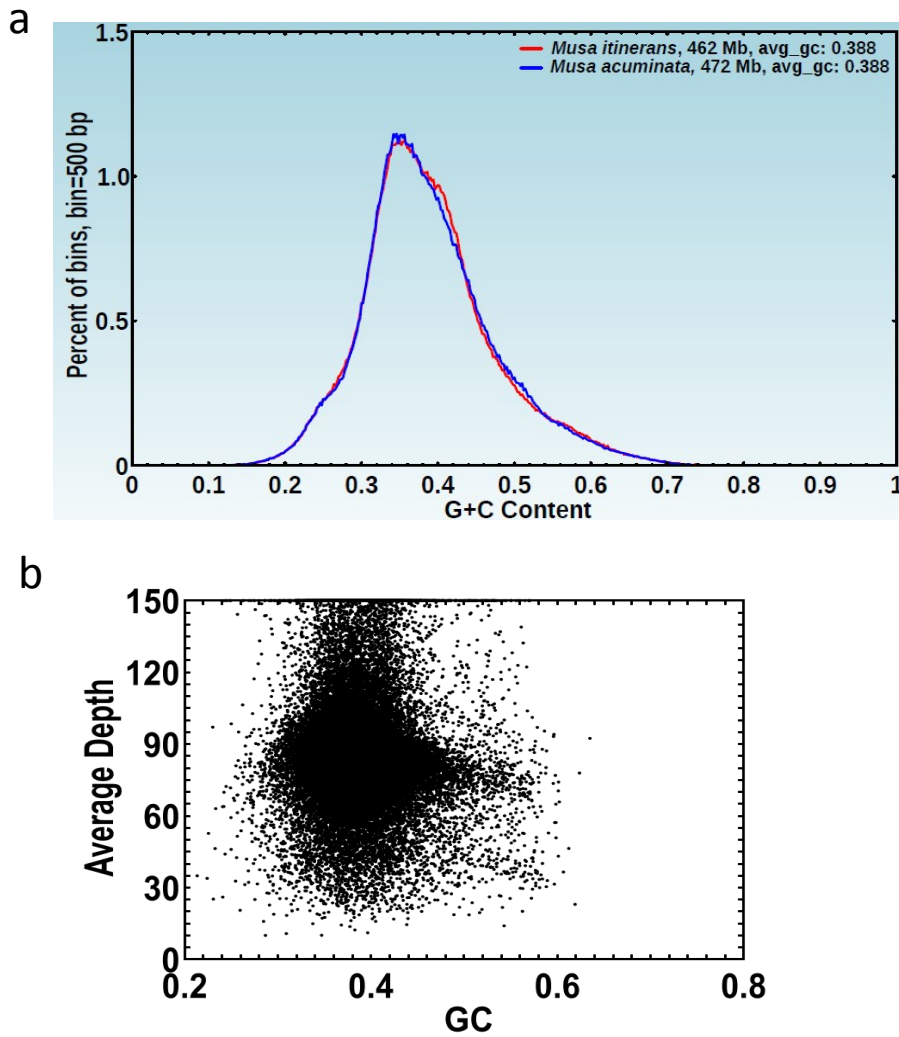 a
1.5
Musa itinerans, 462 Mb, avg_gc: 0.388
Musa acuminata, 472 Mb, avg_gc: 0.388
Percent of bins, bin=500 bp
1.0
0.5
0
0 0.1 0.2 0.3 0.4 0.5 0.6 0.7 0.8 0.9 1
G+C Content
b
150
120
90
60
30
0
Average Depth
0.2 0.4 0.6 0.8
GC